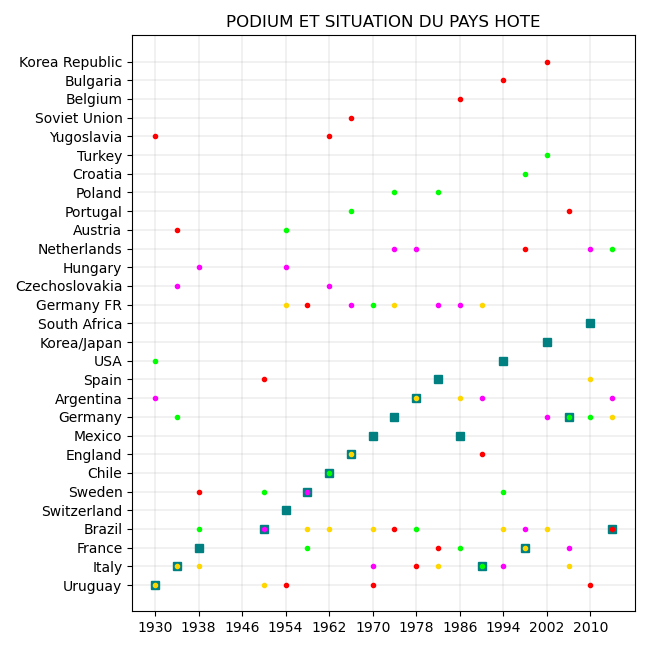 PODIUM ET SITUATION DU PAYS HOTE
Korea Republic
Bulgaria
Belgium
Soviet Union
Yugoslavia
Turkey
Croatia
Poland
Portugal
Austria
Netherlands
Hungary
Czechoslovakia
Germany FR
South Africa
Korea/Japan
USA
Spain
Argentina
Germany
Mexico
England
Chile
Sweden
Switzerland
Brazil
France
Italy
Uruguay
1930 1938 1946 1954 1962 1970 1978 1986 1994 2002 2010